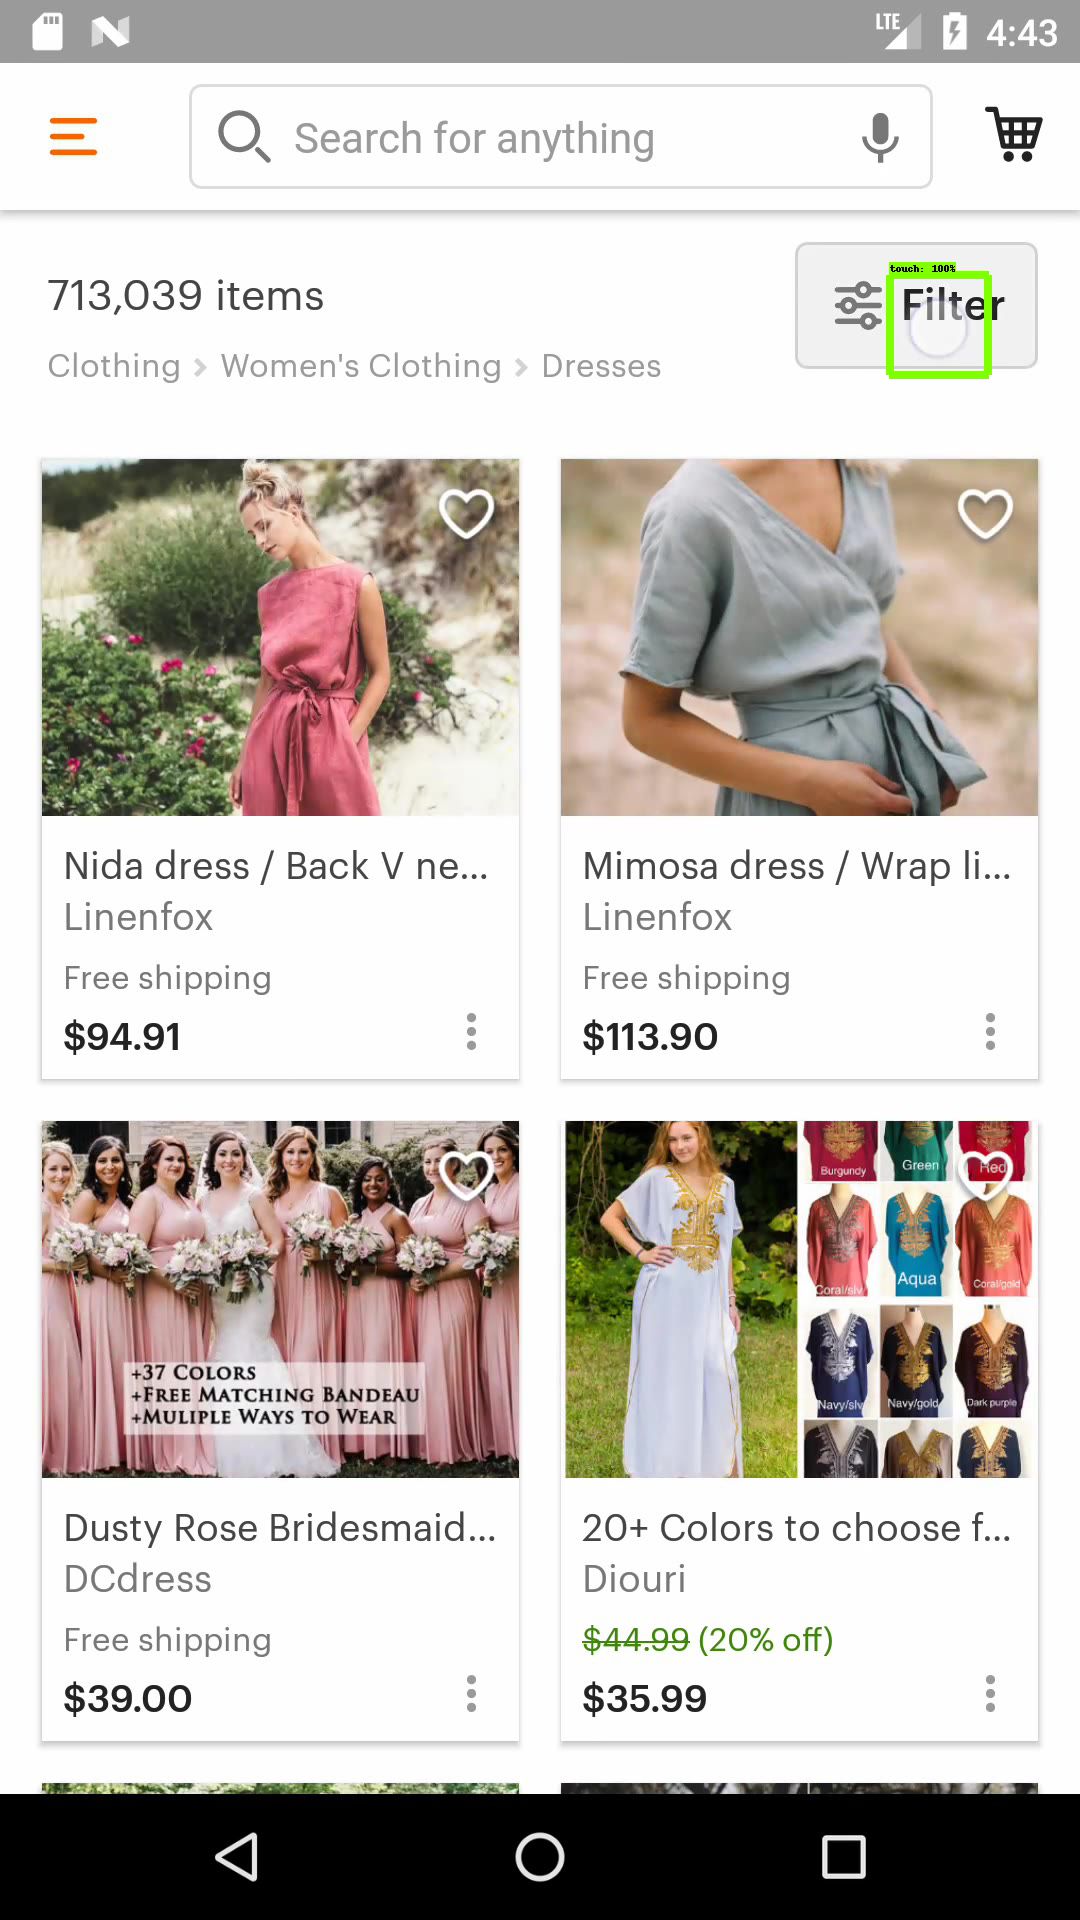 LTE 4:43
Search for anything
713,039 items
Filter
touch: 100%
Clothing > Women's Clothing > Dresses
Nida dress / Back V ne...
Linenfox
Free shipping
$94.91
Mimosa dress / Wrap li...
Linenfox
Free shipping
$113.90
+37 Colors
+Free Matching Bandeau
+Muliple Ways to Wear
Burgundy
Green
Red
Coral/slv
Aqua
Coral/gold
Navy/slv
Navy/gold
Dark purple
Dusty Rose Bridesmaid...
DCdress
Free shipping
$39.00
20+ Colors to choose f...
Diouri
$44.99 (20% off)
$35.99